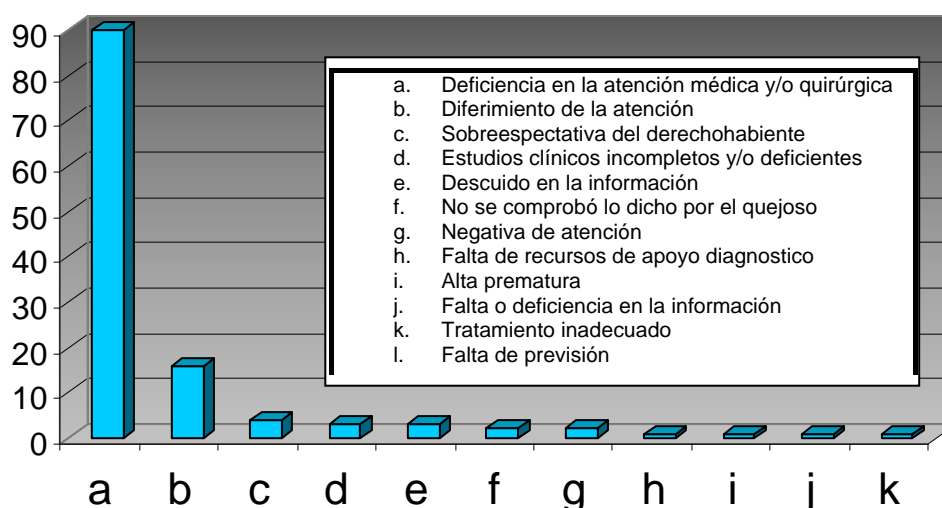 90
80
70
60
50
40
30
20
10
0
a. Deficiencia en la atención médica y/o quirúrgica
b. Diferimiento de la atención
c. Sobreespectativa del derechohabiente
d. Estudios clínicos incompletos y/o deficientes
e. Descuido en la información
f. No se comprobó lo dicho por el quejoso
g. Negativa de atención
h. Falta de recursos de apoyo diagnostico
i. Alta prematura
j. Falta o deficiencia en la información
k. Tratamiento inadecuado
l. Falta de previsión
a b c d e f g h i j k